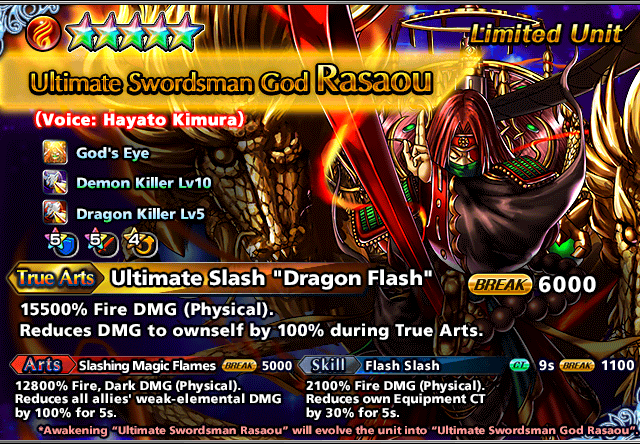 Limited Unit
Ultimate Swordsman God Rasaou
(Voice: Hayato Kimura)
God's Eye
Demon Killer Lv10
Dragon Killer Lv5
5 5 4
True Arts Ultimate Slash "Dragon Flash" BREAK 6000
15500% Fire DMG (Physical).
Reduces DMG to ownself by 100% during True Arts.
Arts Slashing Magic Flames BREAK 5000
12800% Fire, Dark DMG (Physical).
Reduces all allies' weak-elemental DMG
by 100% for 5s.
Skill Flash Slash CT 9s BREAK 1100
2100% Fire DMG (Physical).
Reduces own Equipment CT
by 30% for 5s.
*Awakening "Ultimate Swordsman Rasaou" will evolve the unit into "Ultimate Swordsman God Rasaou"